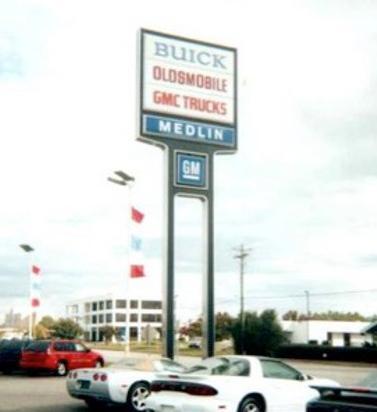 BUICK
OLDSMOBILE
GMC TRUCKS
MEDLIN
GM